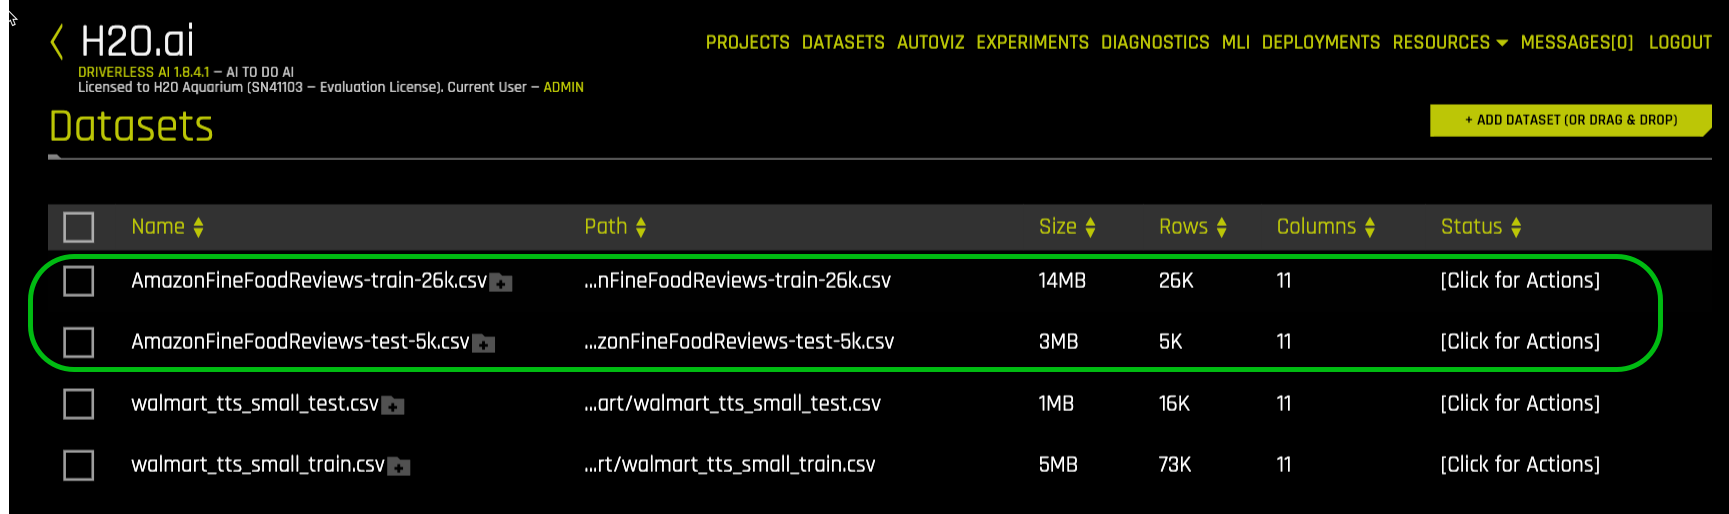 H2O.ai
PROJECTS DATASETS AUTOVIZ EXPERIMENTS DIAGNOSTICS MLI DEPLOYMENTS RESOURCES MESSAGES[0] LOGOUT
DRIVERLESS AI 1.8.4.1 — AI TO DO AI
Licensed to H2O Aquarium (SN41103 — Evaluation License). Current User — ADMIN
Datasets
+ ADD DATASET (OR DRAG & DROP)
Name Path Size Rows Columns Status
AmazonFineFoodReviews-train-26k.csv ...nFineFoodReviews-train-26k.csv 14MB 26K 11 [Click for Actions]
AmazonFineFoodReviews-test-5k.csv ...zonFineFoodReviews-test-5k.csv 3MB 5K 11 [Click for Actions]
walmart_tts_small_test.csv ...art/walmart_tts_small_test.csv 1MB 16K 11 [Click for Actions]
walmart_tts_small_train.csv ...rt/walmart_tts_small_train.csv 5MB 73K 11 [Click for Actions]